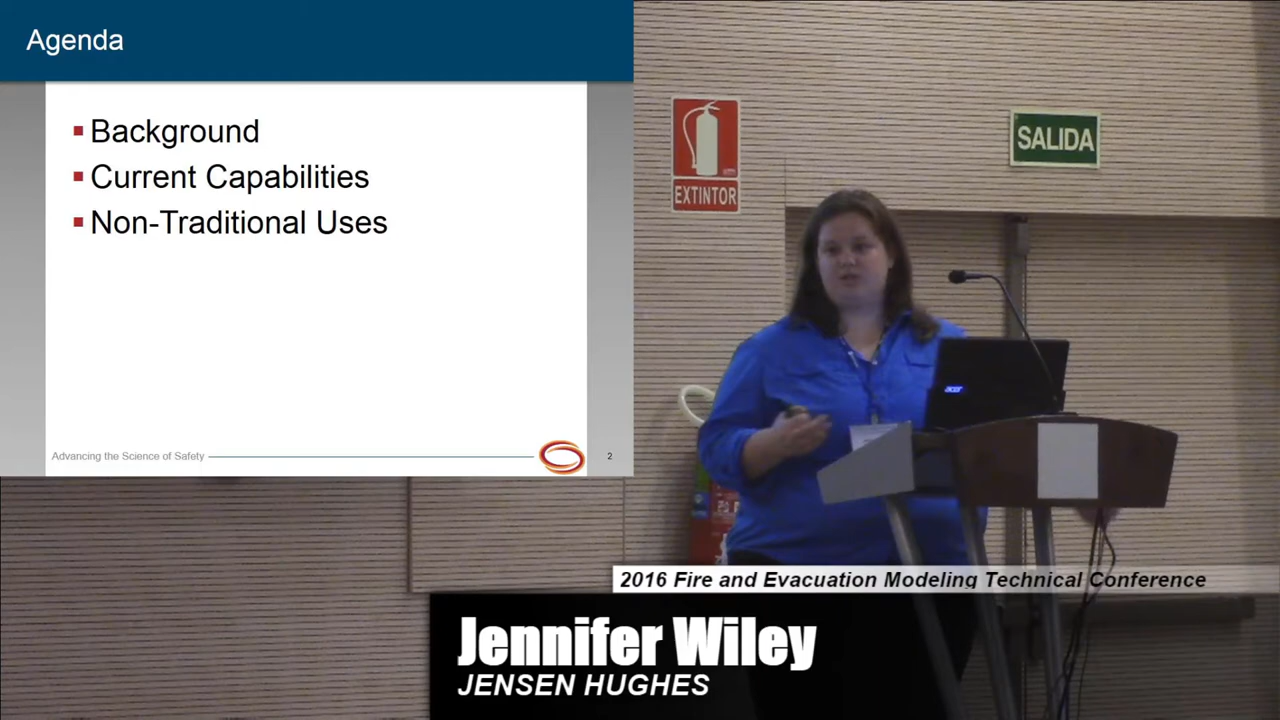 Agenda
Background
Current Capabilities
Non-Traditional Uses
Advancing the Science of Safety
2
EXTINTOR
SALIDA
acer
2016 Fire and Evacuation Modeling Technical Conference
Jennifer Wiley
JENSEN HUGHES